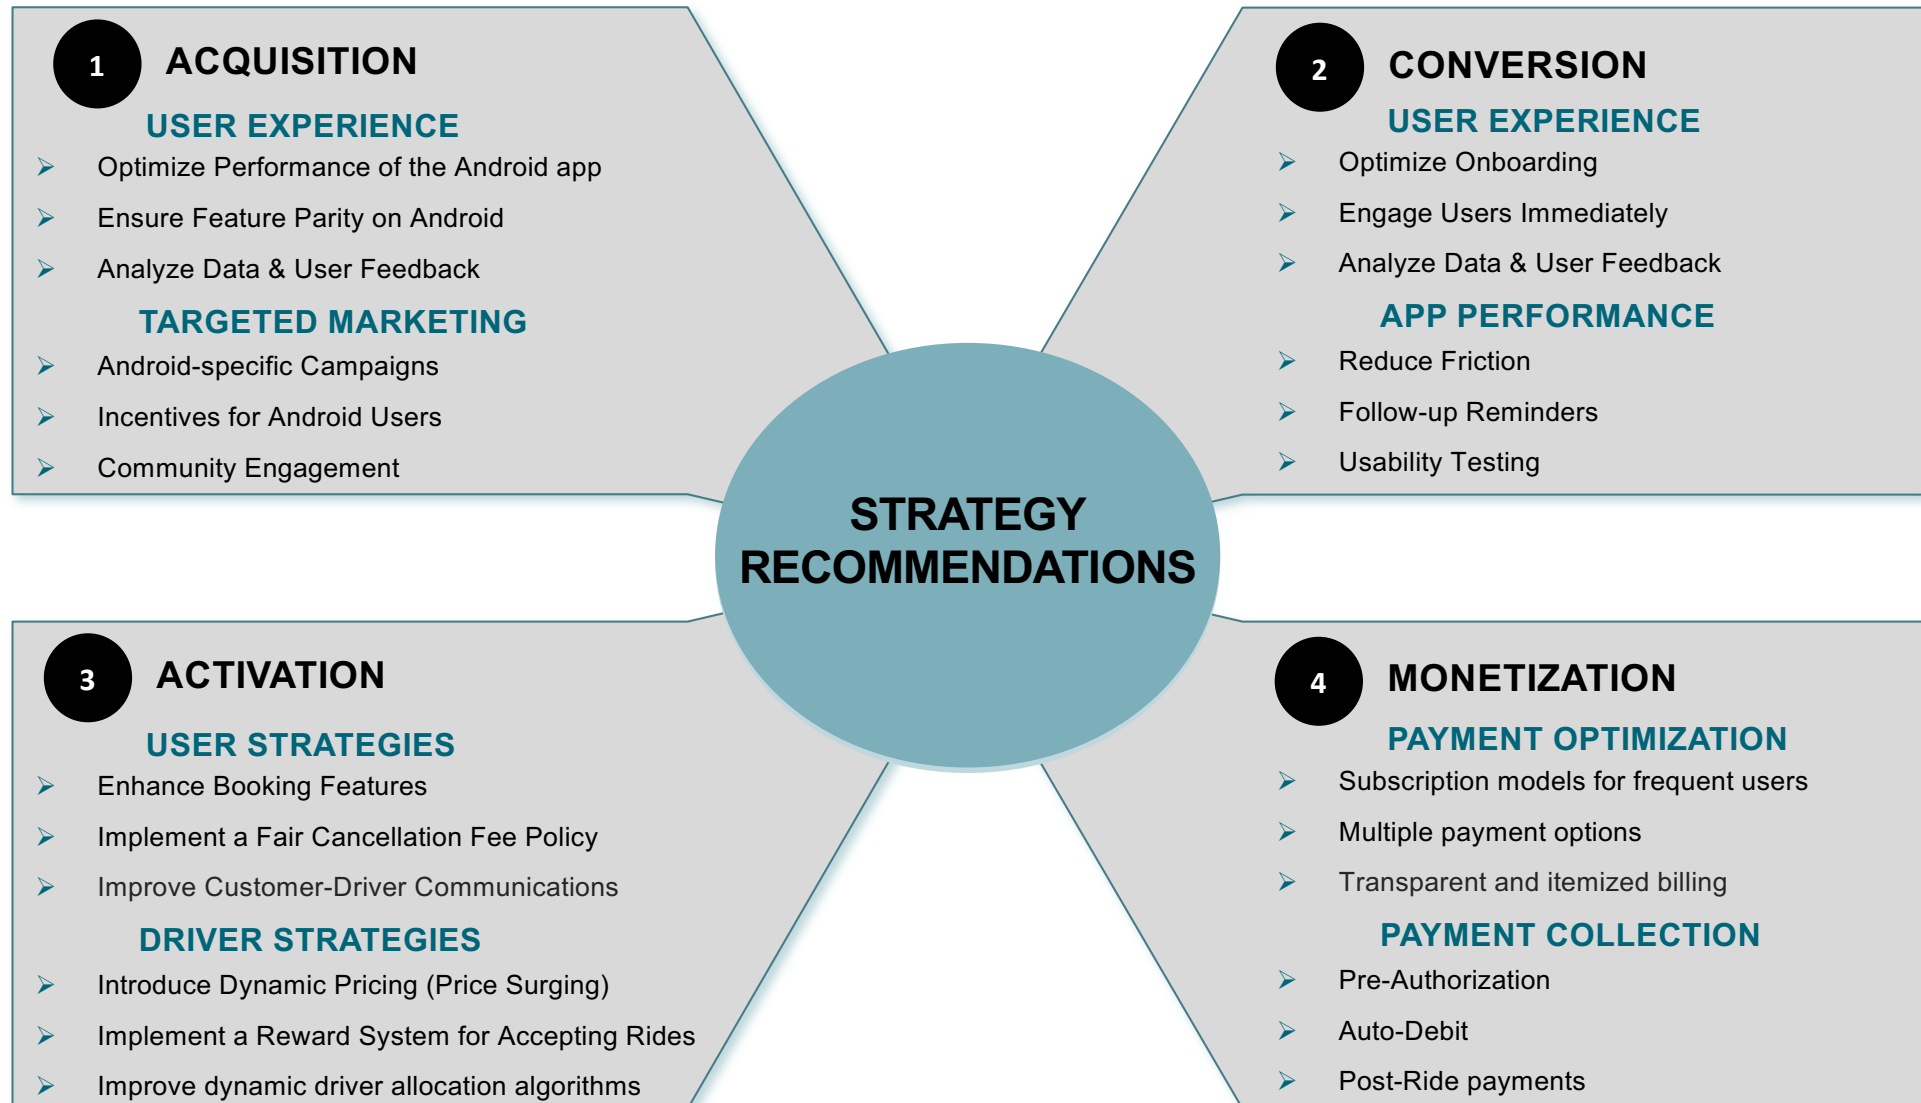 1
ACQUISITION
USER EXPERIENCE
➢ Optimize Performance of the Android app
➢ Ensure Feature Parity on Android
➢ Analyze Data & User Feedback
TARGETED MARKETING
➢ Android-specific Campaigns
➢ Incentives for Android Users
➢ Community Engagement
2
CONVERSION
USER EXPERIENCE
➢ Optimize Onboarding
➢ Engage Users Immediately
➢ Analyze Data & User Feedback
APP PERFORMANCE
➢ Reduce Friction
➢ Follow-up Reminders
➢ Usability Testing
STRATEGY
RECOMMENDATIONS
3
ACTIVATION
USER STRATEGIES
➢ Enhance Booking Features
➢ Implement a Fair Cancellation Fee Policy
➢ Improve Customer-Driver Communications
DRIVER STRATEGIES
➢ Introduce Dynamic Pricing (Price Surging)
➢ Implement a Reward System for Accepting Rides
➢ Improve dynamic driver allocation algorithms
4
MONETIZATION
PAYMENT OPTIMIZATION
➢ Subscription models for frequent users
➢ Multiple payment options
➢ Transparent and itemized billing
PAYMENT COLLECTION
➢ Pre-Authorization
➢ Auto-Debit
➢ Post-Ride payments